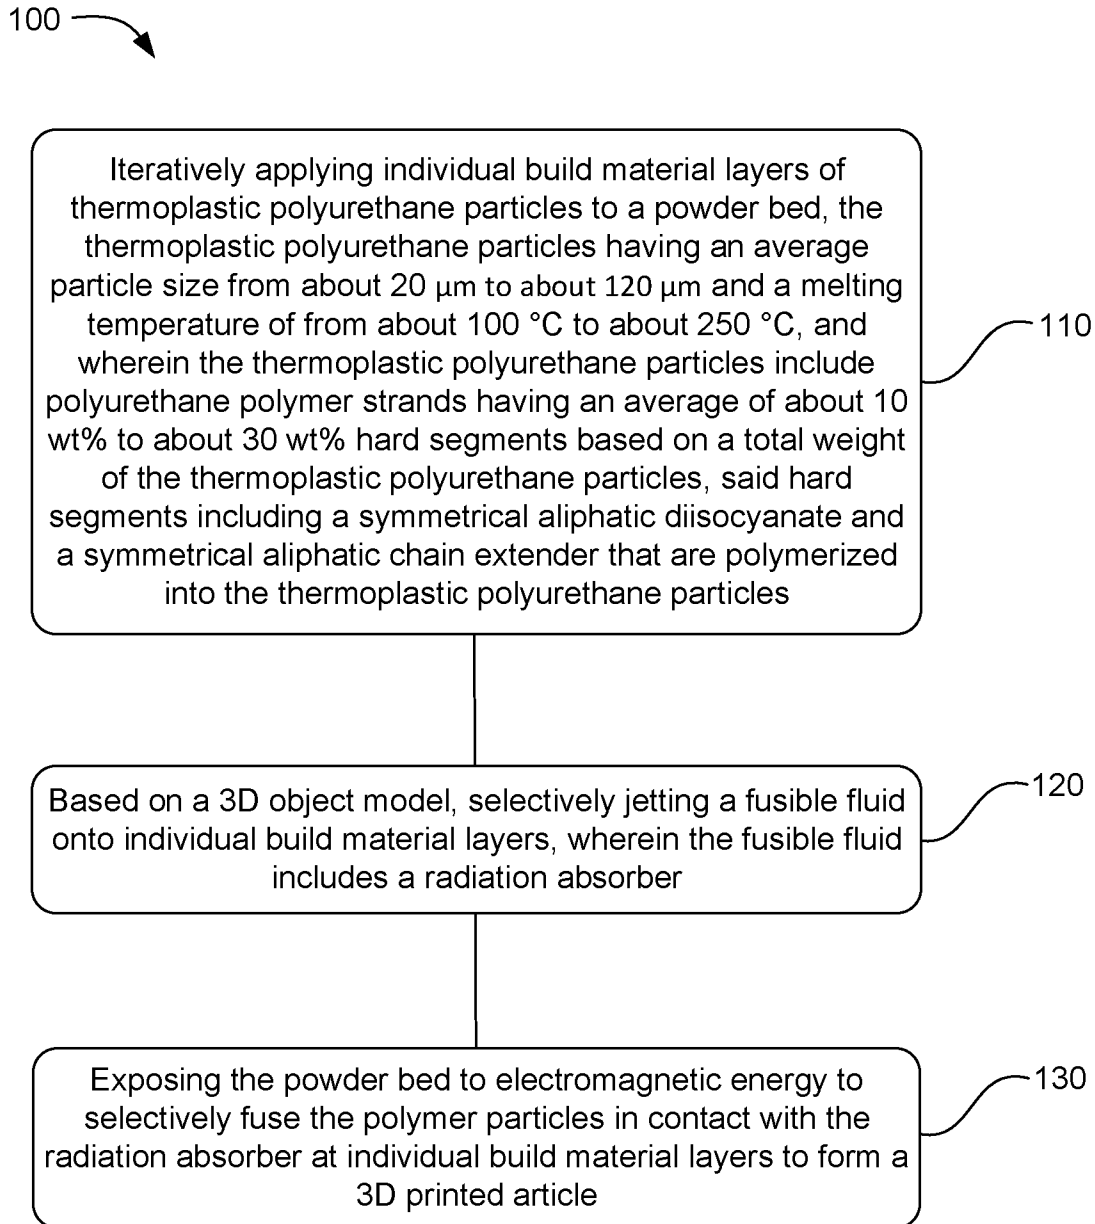 100
Iteratively applying individual build material layers of
thermoplastic polyurethane particles to a powder bed, the
thermoplastic polyurethane particles having an average
particle size from about 20 µm to about 120 µm and a melting
temperature of from about 100 °C to about 250 °C, and
wherein the thermoplastic polyurethane particles include
polyurethane polymer strands having an average of about 10
wt% to about 30 wt% hard segments based on a total weight
of the thermoplastic polyurethane particles, said hard
segments including a symmetrical aliphatic diisocyanate and
a symmetrical aliphatic chain extender that are polymerized
into the thermoplastic polyurethane particles
110
Based on a 3D object model, selectively jetting a fusible fluid
onto individual build material layers, wherein the fusible fluid
includes a radiation absorber
120
Exposing the powder bed to electromagnetic energy to
selectively fuse the polymer particles in contact with the
radiation absorber at individual build material layers to form a
3D printed article
130